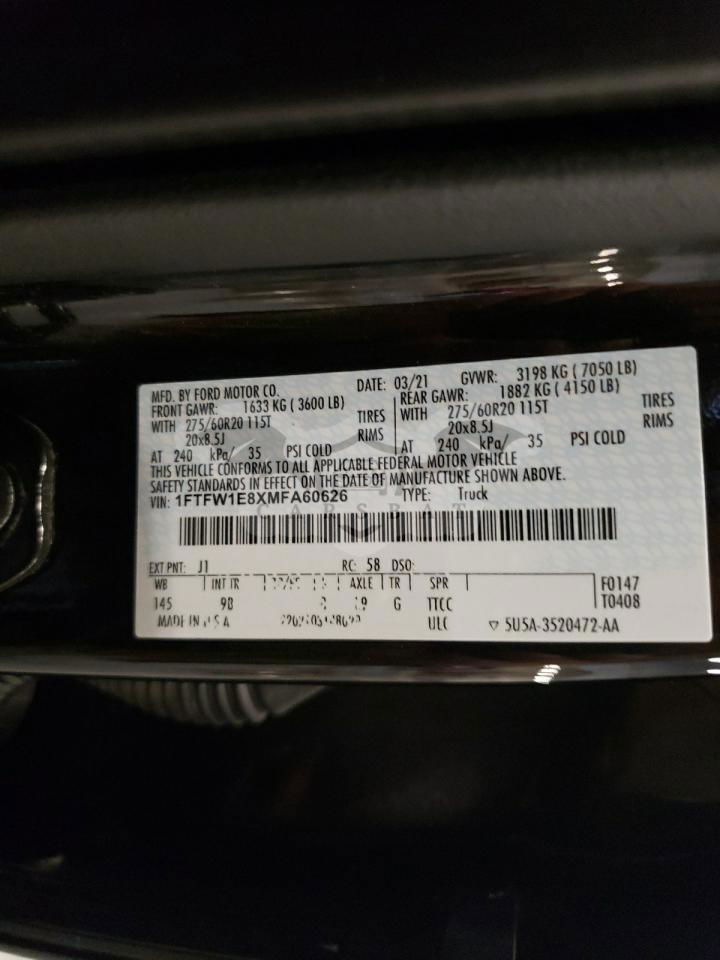 MFD. BY FORD MOTOR CO. DATE: 03/21 GVWR: 3198 KG ( 7050 LB)
FRONT GAWR: 1633 KG ( 3600 LB) REAR GAWR: 1882 KG ( 4150 LB)
WITH 275/60R20 115T TIRES WITH 275/60R20 115T TIRES
20x8.5J RIMS 20x8.5J RIMS
AT 240 kPa/ 35 PSI COLD AT 240 kPa/ 35 PSI COLD
THIS VEHICLE CONFORMS TO ALL APPLICABLE FEDERAL MOTOR VEHICLE
SAFETY STANDARDS IN EFFECT ON THE DATE OF MANUFACTURE SHOWN ABOVE.
VIN: 1FTFW1E8XMFA60626 TYPE: Truck
CARSBAT
EXT PNT: J1 RC: 58 DSO:
WB INT TR AXLE TR SPR F0147
145 9B G TTCC T0408
MADE IN ULC ▽ 5U5A-3520472-AA